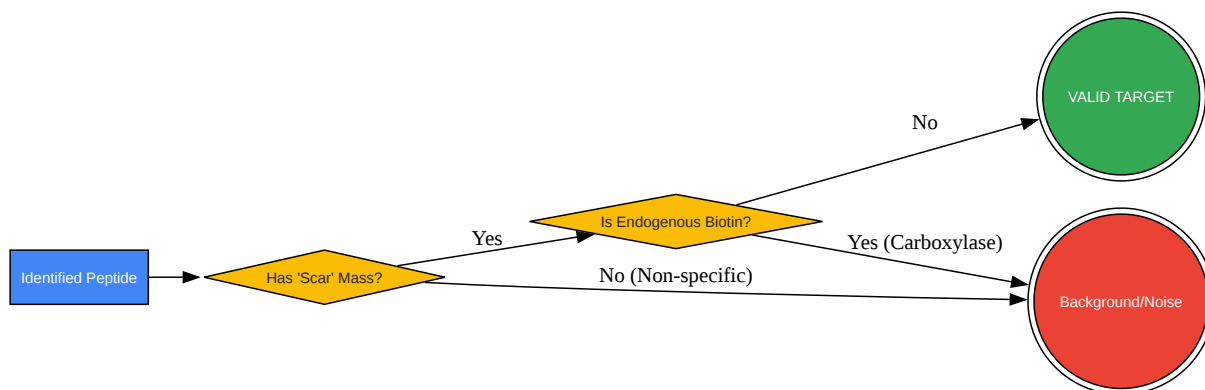 Identified Peptide
Has 'Scar' Mass?
Yes
No (Non-specific)
Is Endogenous Biotin?
No
Yes (Carboxylase)
VALID TARGET
Background/Noise